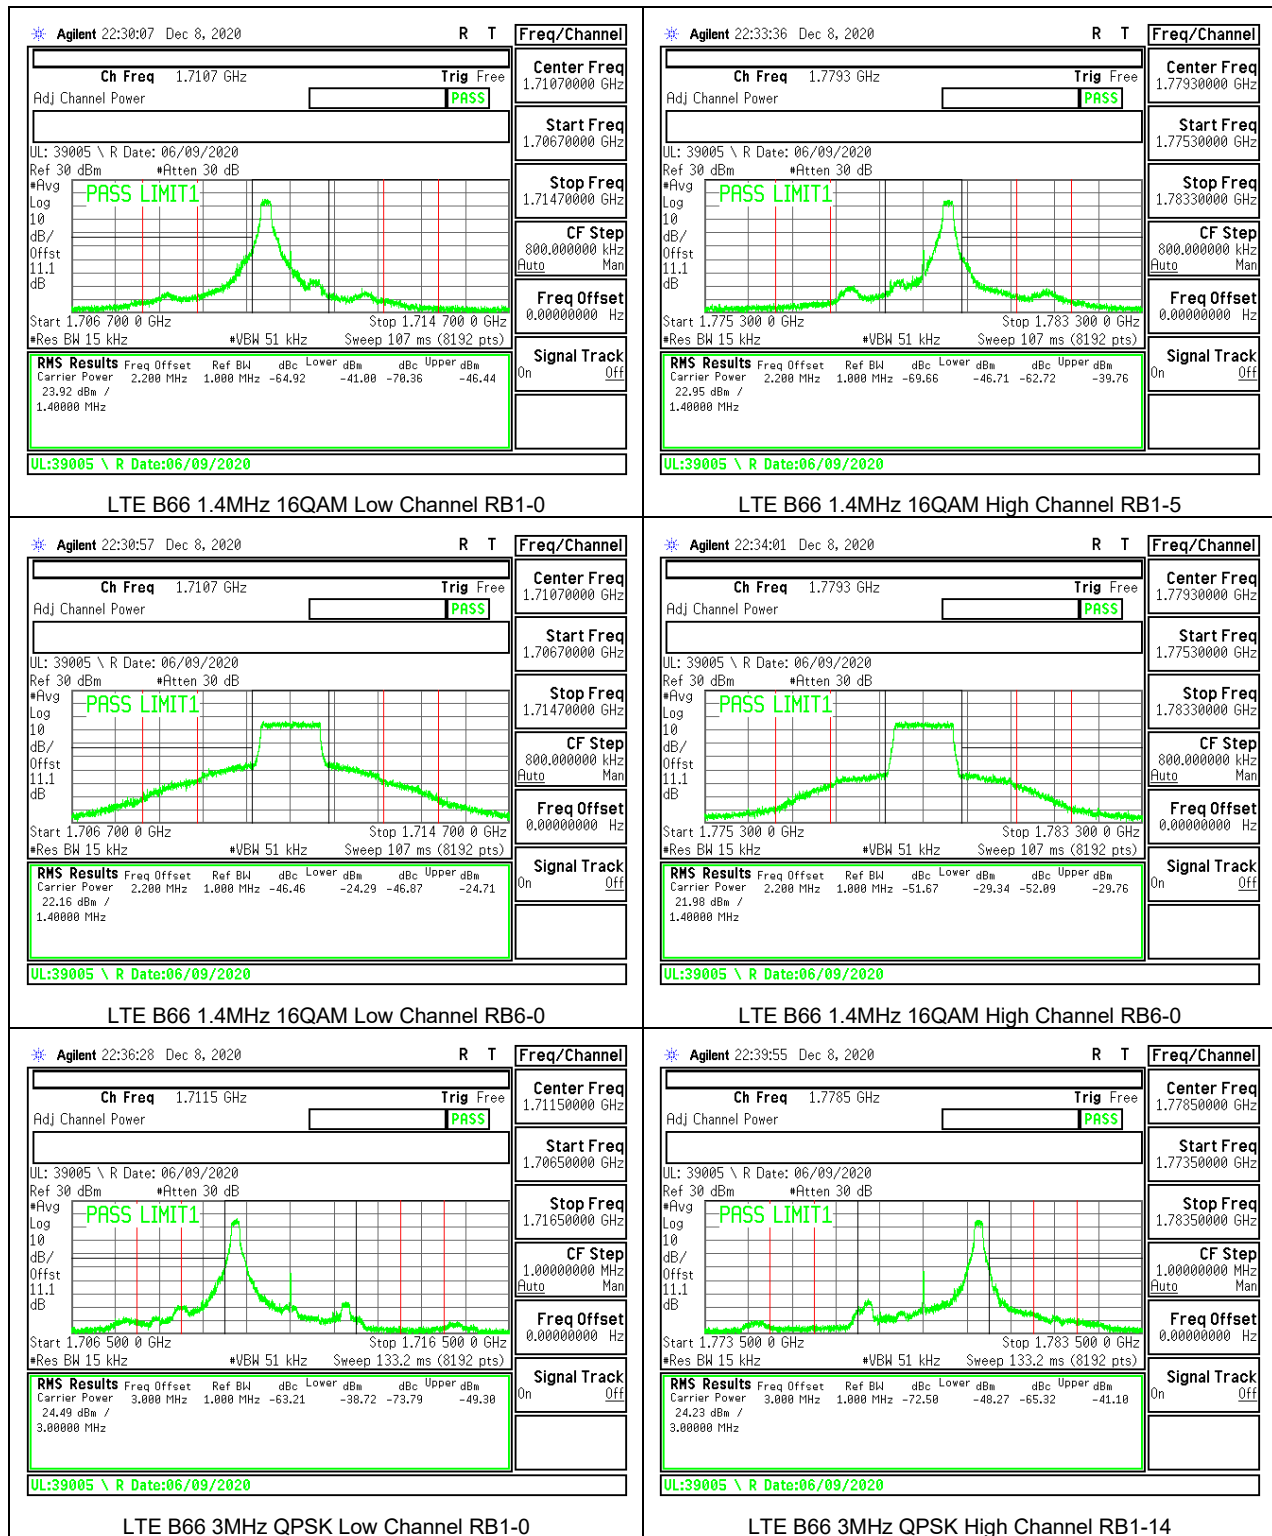 Agilent 22:30:07 Dec 8, 2020 R T Freq/Channel
Ch Freq 1.7107 GHz Trig Free
Adj Channel Power PASS
UL: 39005 \ R Date: 06/09/2020
Ref 30 dBm #Atten 30 dB
#Avg
Log
10
dB/
Offst
11.1
dB
PASS LIMIT1
Start 1.706 700 0 GHz Stop 1.714 700 0 GHz
#Res BW 15 kHz #VBW 51 kHz Sweep 107 ms (8192 pts)
RMS Results Freq Offset Ref BW dBc Lower dBm dBc Upper dBm
Carrier Power 2.200 MHz 1.000 MHz -64.92 -41.00 -70.36 -46.44
23.92 dBm /
1.40000 MHz
UL:39005 \ R Date:06/09/2020
Center Freq
1.71070000 GHz
Start Freq
1.70670000 GHz
Stop Freq
1.71470000 GHz
CF Step
800.000000 kHz
Auto Man
Freq Offset
0.00000000 Hz
Signal Track
On Off
LTE B66 1.4MHz 16QAM Low Channel RB1-0
Agilent 22:33:36 Dec 8, 2020 R T Freq/Channel
Ch Freq 1.7793 GHz Trig Free
Adj Channel Power PASS
UL: 39005 \ R Date: 06/09/2020
Ref 30 dBm #Atten 30 dB
#Avg
Log
10
dB/
Offst
11.1
dB
PASS LIMIT1
Start 1.775 300 0 GHz Stop 1.783 300 0 GHz
#Res BW 15 kHz #VBW 51 kHz Sweep 107 ms (8192 pts)
RMS Results Freq Offset Ref BW dBc Lower dBm dBc Upper dBm
Carrier Power 2.200 MHz 1.000 MHz -69.66 -46.71 -62.72 -39.76
22.95 dBm /
1.40000 MHz
UL:39005 \ R Date:06/09/2020
Center Freq
1.77930000 GHz
Start Freq
1.77530000 GHz
Stop Freq
1.78330000 GHz
CF Step
800.000000 kHz
Auto Man
Freq Offset
0.00000000 Hz
Signal Track
On Off
LTE B66 1.4MHz 16QAM High Channel RB1-5
Agilent 22:30:57 Dec 8, 2020 R T Freq/Channel
Ch Freq 1.7107 GHz Trig Free
Adj Channel Power PASS
UL: 39005 \ R Date: 06/09/2020
Ref 30 dBm #Atten 30 dB
#Avg
Log
10
dB/
Offst
11.1
dB
PASS LIMIT1
Start 1.706 700 0 GHz Stop 1.714 700 0 GHz
#Res BW 15 kHz #VBW 51 kHz Sweep 107 ms (8192 pts)
RMS Results Freq Offset Ref BW dBc Lower dBm dBc Upper dBm
Carrier Power 2.200 MHz 1.000 MHz -46.46 -24.29 -46.87 -24.71
22.16 dBm /
1.40000 MHz
UL:39005 \ R Date:06/09/2020
Center Freq
1.71070000 GHz
Start Freq
1.70670000 GHz
Stop Freq
1.71470000 GHz
CF Step
800.000000 kHz
Auto Man
Freq Offset
0.00000000 Hz
Signal Track
On Off
LTE B66 1.4MHz 16QAM Low Channel RB6-0
Agilent 22:34:01 Dec 8, 2020 R T Freq/Channel
Ch Freq 1.7793 GHz Trig Free
Adj Channel Power PASS
UL: 39005 \ R Date: 06/09/2020
Ref 30 dBm #Atten 30 dB
#Avg
Log
10
dB/
Offst
11.1
dB
PASS LIMIT1
Start 1.775 300 0 GHz Stop 1.783 300 0 GHz
#Res BW 15 kHz #VBW 51 kHz Sweep 107 ms (8192 pts)
RMS Results Freq Offset Ref BW dBc Lower dBm dBc Upper dBm
Carrier Power 2.200 MHz 1.000 MHz -51.67 -29.34 -52.09 -29.76
21.98 dBm /
1.40000 MHz
UL:39005 \ R Date:06/09/2020
Center Freq
1.77930000 GHz
Start Freq
1.77530000 GHz
Stop Freq
1.78330000 GHz
CF Step
800.000000 kHz
Auto Man
Freq Offset
0.00000000 Hz
Signal Track
On Off
LTE B66 1.4MHz 16QAM High Channel RB6-0
Agilent 22:36:28 Dec 8, 2020 R T Freq/Channel
Ch Freq 1.7115 GHz Trig Free
Adj Channel Power PASS
UL: 39005 \ R Date: 06/09/2020
Ref 30 dBm #Atten 30 dB
#Avg
Log
10
dB/
Offst
11.1
dB
PASS LIMIT1
Start 1.706 500 0 GHz Stop 1.716 500 0 GHz
#Res BW 15 kHz #VBW 51 kHz Sweep 133.2 ms (8192 pts)
RMS Results Freq Offset Ref BW dBc Lower dBm dBc Upper dBm
Carrier Power 3.000 MHz 1.000 MHz -63.21 -38.72 -73.79 -49.30
24.49 dBm /
3.00000 MHz
UL:39005 \ R Date:06/09/2020
Center Freq
1.71150000 GHz
Start Freq
1.70650000 GHz
Stop Freq
1.71650000 GHz
CF Step
1.00000000 MHz
Auto Man
Freq Offset
0.00000000 Hz
Signal Track
On Off
LTE B66 3MHz QPSK Low Channel RB1-0
Agilent 22:39:55 Dec 8, 2020 R T Freq/Channel
Ch Freq 1.7785 GHz Trig Free
Adj Channel Power PASS
UL: 39005 \ R Date: 06/09/2020
Ref 30 dBm #Atten 30 dB
#Avg
Log
10
dB/
Offst
11.1
dB
PASS LIMIT1
Start 1.773 500 0 GHz Stop 1.783 500 0 GHz
#Res BW 15 kHz #VBW 51 kHz Sweep 133.2 ms (8192 pts)
RMS Results Freq Offset Ref BW dBc Lower dBm dBc Upper dBm
Carrier Power 3.000 MHz 1.000 MHz -72.50 -48.27 -65.32 -41.10
24.23 dBm /
3.00000 MHz
UL:39005 \ R Date:06/09/2020
Center Freq
1.77850000 GHz
Start Freq
1.77350000 GHz
Stop Freq
1.78350000 GHz
CF Step
1.00000000 MHz
Auto Man
Freq Offset
0.00000000 Hz
Signal Track
On Off
LTE B66 3MHz QPSK High Channel RB1-14